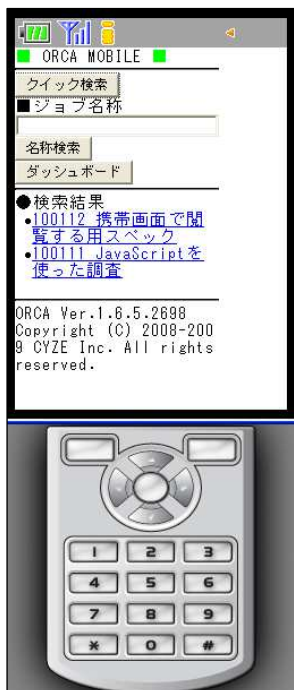 ORCA MOBILE
クイック検索
■ジョブ名称
名称検索
ダッシュボード
●検索結果
•100112 携帯画面で閲
覧する用スペック
•100111 JavaScriptを
使った調査
ORCA Ver.1.6.5.2698
Copyright (C) 2008-200
9 CYZE Inc. All rights
reserved.
1 2 3
4 5 6
7 8 9
* 0 #